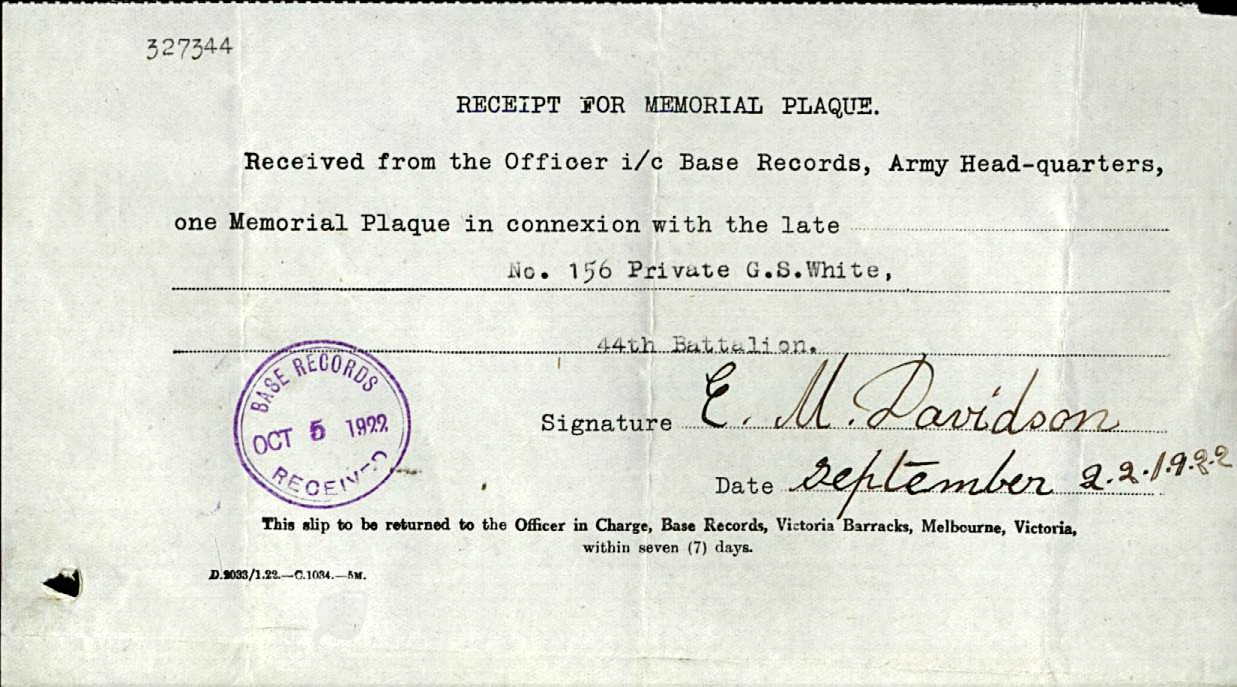 327344
RECEIPT FOR MEMORIAL PLAQUE.
Received from the Officer i/c Base Records, Army Head-quarters,
one Memorial Plaque in connexion with the late
No. 156 Private G.S.White,
44th Battalion.
BASE RECORDS
OCT 5 1922
RECEIVED
Signature E. M. Davidson
Date September 22.1922
This slip to be returned to the Officer in Charge, Base Records, Victoria Barracks, Melbourne, Victoria,
within seven (7) days.
D.9033/1.22.—C.1034.—5M.